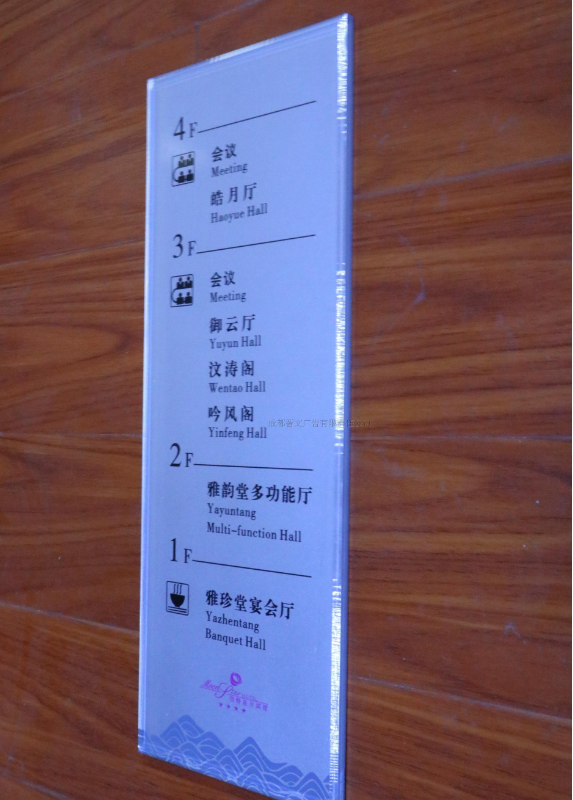 4F
会议
Meeting
皓月厅
Haoyue Hall
3F
会议
Meeting
御云厅
Yuyun Hall
汶涛阁
Wentao Hall
吟风阁
Yinfeng Hall
2F
雅韵堂多功能厅
Yayuntang
Multi-function Hall
1F
雅珍堂宴会厅
Yazhentang
Banquet Hall